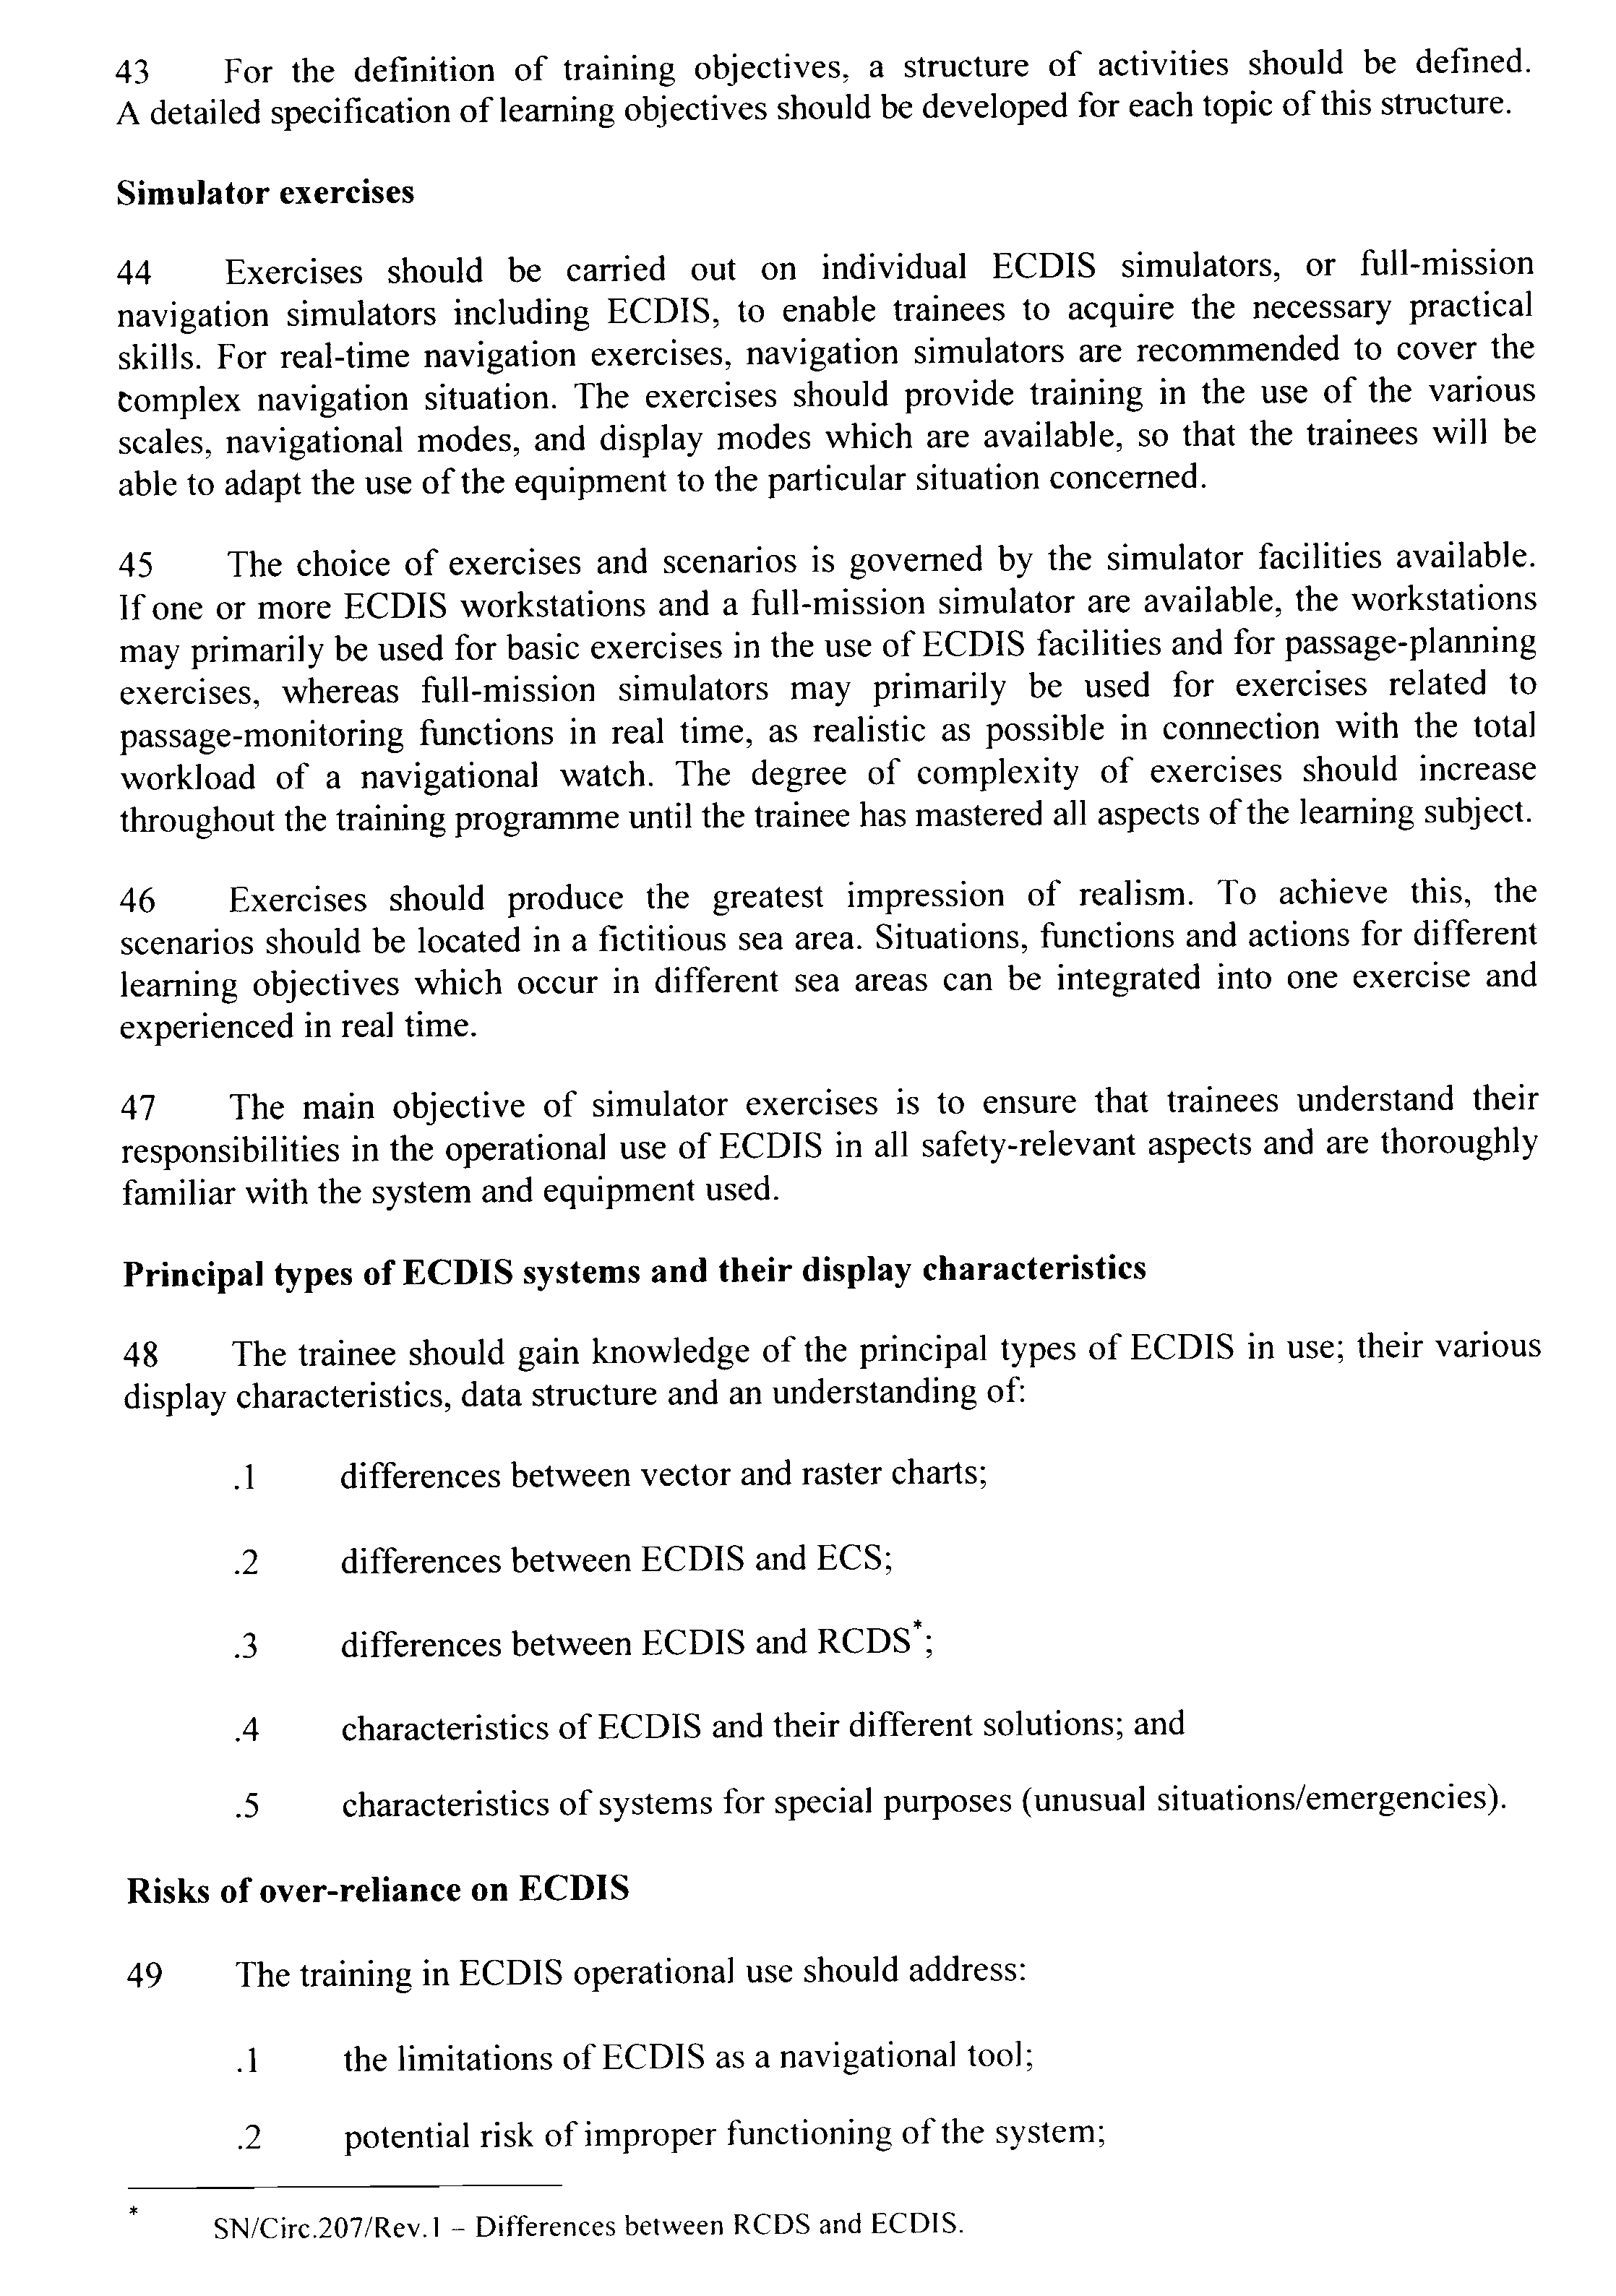 43 For the definition of training objectives, a structure of activities should be defined.
A detailed specification of learning objectives should be developed for each topic of this structure.
Simulator exercises
44 Exercises should be carried out on individual ECDIS simulators, or full-mission
navigation simulators including ECDIS, to enable trainees to acquire the necessary practical
skills. For real-time navigation exercises, navigation simulators are recommended to cover the
complex navigation situation. The exercises should provide training in the use of the various
scales, navigational modes, and display modes which are available, so that the trainees will be
able to adapt the use of the equipment to the particular situation concerned.
45 The choice of exercises and scenarios is governed by the simulator facilities available.
If one or more ECDIS workstations and a full-mission simulator are available, the workstations
may primarily be used for basic exercises in the use of ECDIS facilities and for passage-planning
exercises, whereas full-mission simulators may primarily be used for exercises related to
passage-monitoring functions in real time, as realistic as possible in connection with the total
workload of a navigational watch. The degree of complexity of exercises should increase
throughout the training programme until the trainee has mastered all aspects of the learning subject.
46 Exercises should produce the greatest impression of realism. To achieve this, the
scenarios should be located in a fictitious sea area. Situations, functions and actions for different
learning objectives which occur in different sea areas can be integrated into one exercise and
experienced in real time.
47 The main objective of simulator exercises is to ensure that trainees understand their
responsibilities in the operational use of ECDIS in all safety-relevant aspects and are thoroughly
familiar with the system and equipment used.
Principal types of ECDIS systems and their display characteristics
48 The trainee should gain knowledge of the principal types of ECDIS in use; their various
display characteristics, data structure and an understanding of:
.1 differences between vector and raster charts;
.2 differences between ECDIS and ECS;
.3 differences between ECDIS and RCDS*;
.4 characteristics of ECDIS and their different solutions; and
.5 characteristics of systems for special purposes (unusual situations/emergencies).
Risks of over-reliance on ECDIS
49 The training in ECDIS operational use should address:
.1 the limitations of ECDIS as a navigational tool;
.2 potential risk of improper functioning of the system;
* SN/Circ.207/Rev.1 – Differences between RCDS and ECDIS.